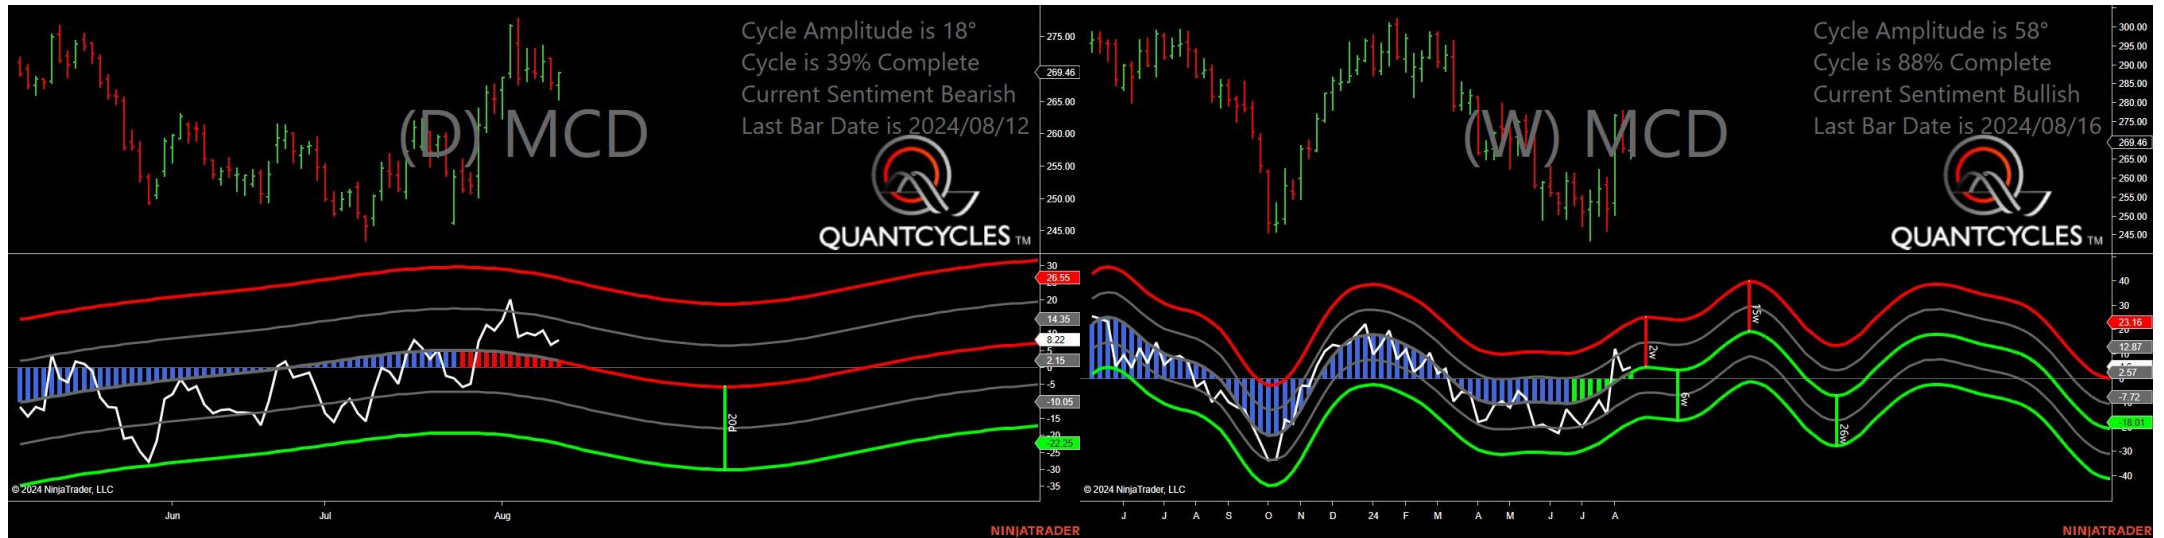 Cycle Amplitude is 18°
Cycle is 39% Complete
Current Sentiment Bearish
Last Bar Date is 2024/08/12
(D) MCD
QUANTCYCLES TM
275.00
269.46
265.00
260.00
255.00
250.00
245.00
30
26.55
20
14.35
8.22
5
2.15
0
-5
-10.05
-15
-22.25
-25
-30
-35
20d
© 2024 NinjaTrader, LLC
Jun Jul Aug
NINJATRADER
Cycle Amplitude is 58°
Cycle is 88% Complete
Current Sentiment Bullish
Last Bar Date is 2024/08/16
(W) MCD
QUANTCYCLES TM
300.00
295.00
290.00
285.00
280.00
275.00
269.46
265.00
260.00
255.00
250.00
245.00
40
30
23.16
12.87
2.57
-7.72
-18.01
-30
-40
2w
6w
15w
26w
© 2024 NinjaTrader, LLC
J J A S O N D 24 F M A M J J A
NINJATRADER